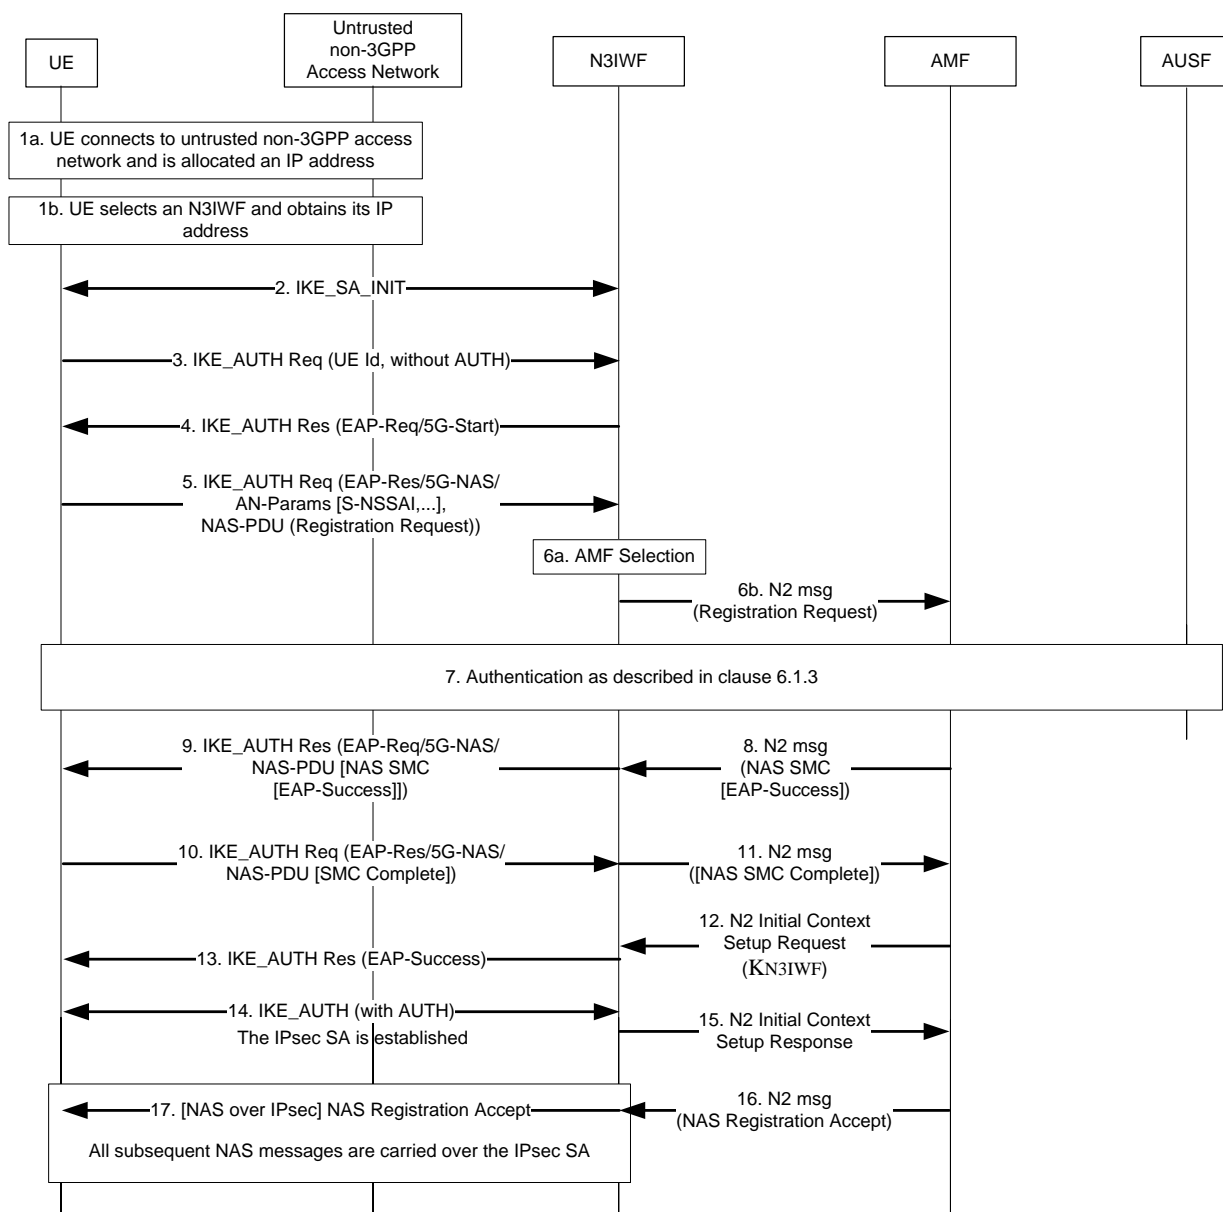 UE
Untrusted
non-3GPP
Access Network
N3IWF
AMF
AUSF
1a. UE connects to untrusted non-3GPP access
network and is allocated an IP address
1b. UE selects an N3IWF and obtains its IP
address
2. IKE_SA_INIT
3. IKE_AUTH Req (UE Id, without AUTH)
4. IKE_AUTH Res (EAP-Req/5G-Start)
5. IKE_AUTH Req (EAP-Res/5G-NAS/
AN-Params [S-NSSAI,...],
NAS-PDU (Registration Request))
6a. AMF Selection
6b. N2 msg
(Registration Request)
7. Authentication as described in clause 6.1.3
9. IKE_AUTH Res (EAP-Req/5G-NAS/
NAS-PDU [NAS SMC
[EAP-Success]])
8. N2 msg
(NAS SMC
[EAP-Success])
10. IKE_AUTH Req (EAP-Res/5G-NAS/
NAS-PDU [SMC Complete])
11. N2 msg
([NAS SMC Complete])
12. N2 Initial Context
Setup Request
(KN3IWF)
13. IKE_AUTH Res (EAP-Success)
14. IKE_AUTH (with AUTH)
The IPsec SA is established
15. N2 Initial Context
Setup Response
17. [NAS over IPsec] NAS Registration Accept
16. N2 msg
(NAS Registration Accept)
All subsequent NAS messages are carried over the IPsec SA